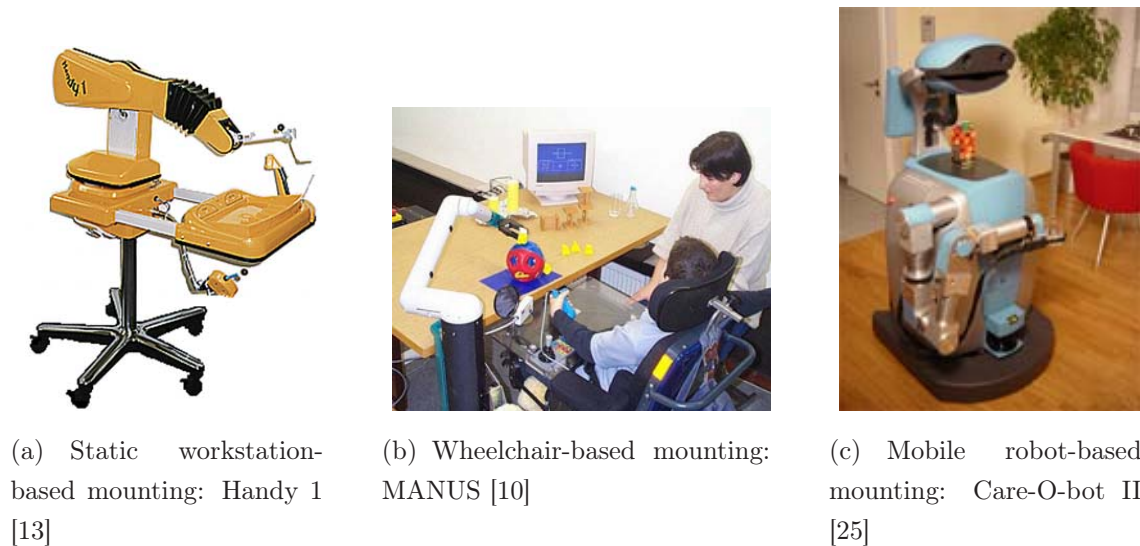 Handy 1
(a) Static workstation-
based mounting: Handy 1
[13]
(b) Wheelchair-based mounting:
MANUS [10]
(c) Mobile robot-based
mounting: Care-O-bot II
[25]